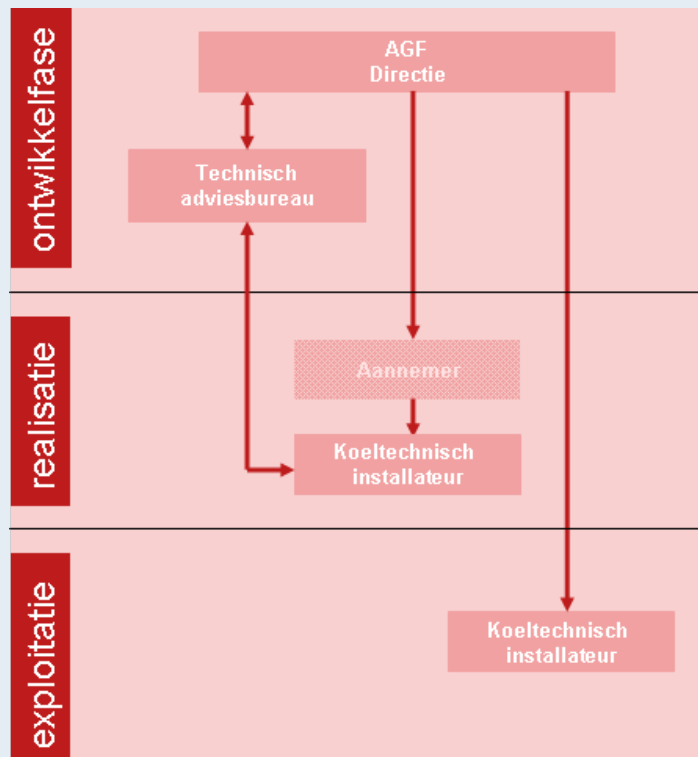 ontwikkelfase
AGF
Directie
Technisch
adviesbureau
realisatie
Aannemer
Koeltechnisch
installateur
exploitatie
Koeltechnisch
installateur